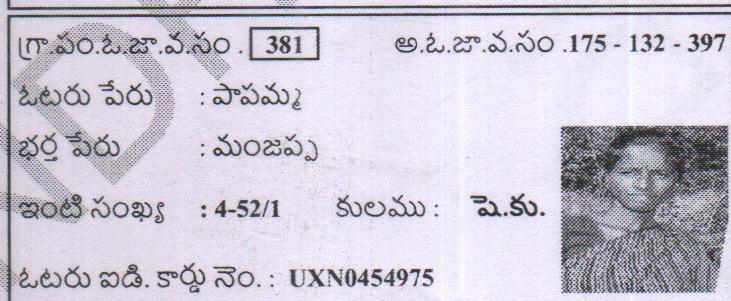 గ్రా.పం.ఓ.జా.వ.సం . 381 అ.ఓ.జా.వ.సం .175 - 132 - 397
ఓటరు పేరు : పాపమ్మ
భర్త పేరు : మంజప్ప
ఇంటి సంఖ్య : 4-52/1 కులము : షె.కు.
ఓటరు ఐడి. కార్డు నెం. : UXN0454975